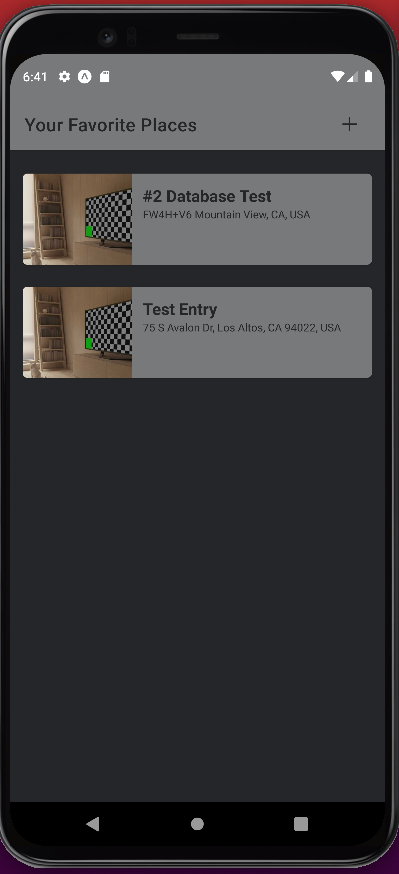 6:41
Your Favorite Places
#2 Database Test
FW4H+V6 Mountain View, CA, USA
Test Entry
75 S Avalon Dr, Los Altos, CA 94022, USA